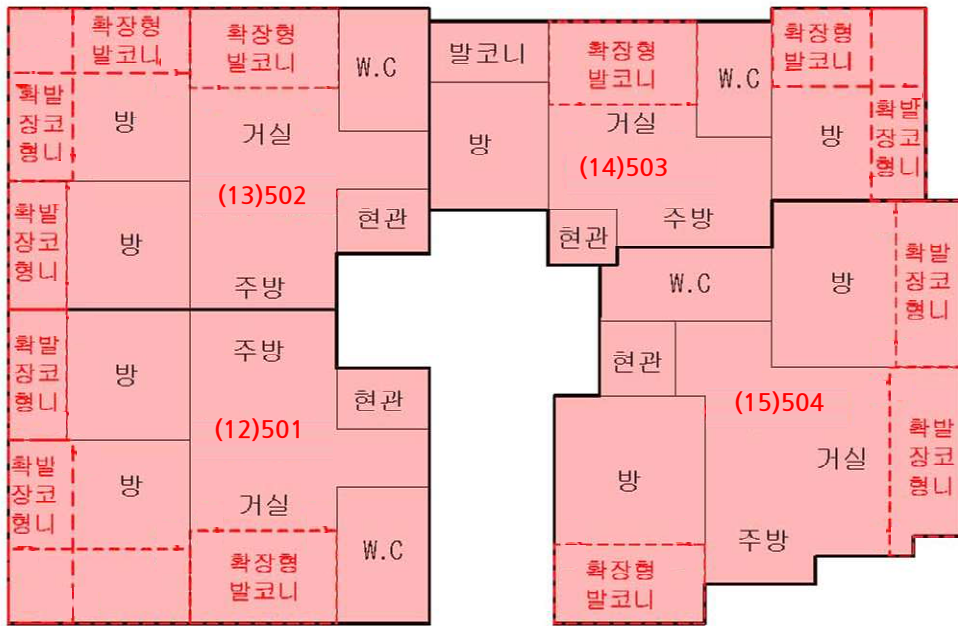 확장형
발코니
확장형
발코니
W.C
확발
장코
형니
방
거실
(13)502
확발
장코
형니
방
현관
주방
발코니
확장형
발코니
W.C
방
거실
(14)503
현관
주방
확장형
발코니
방
확발
장코
형니
확발
장코
형니
방
주방
현관
(12)501
확발
장코
형니
방
거실
확장형
발코니
W.C
W.C
방
확발
장코
형니
현관
(15)504
거실
확발
장코
형니
방
주방
확장형
발코니